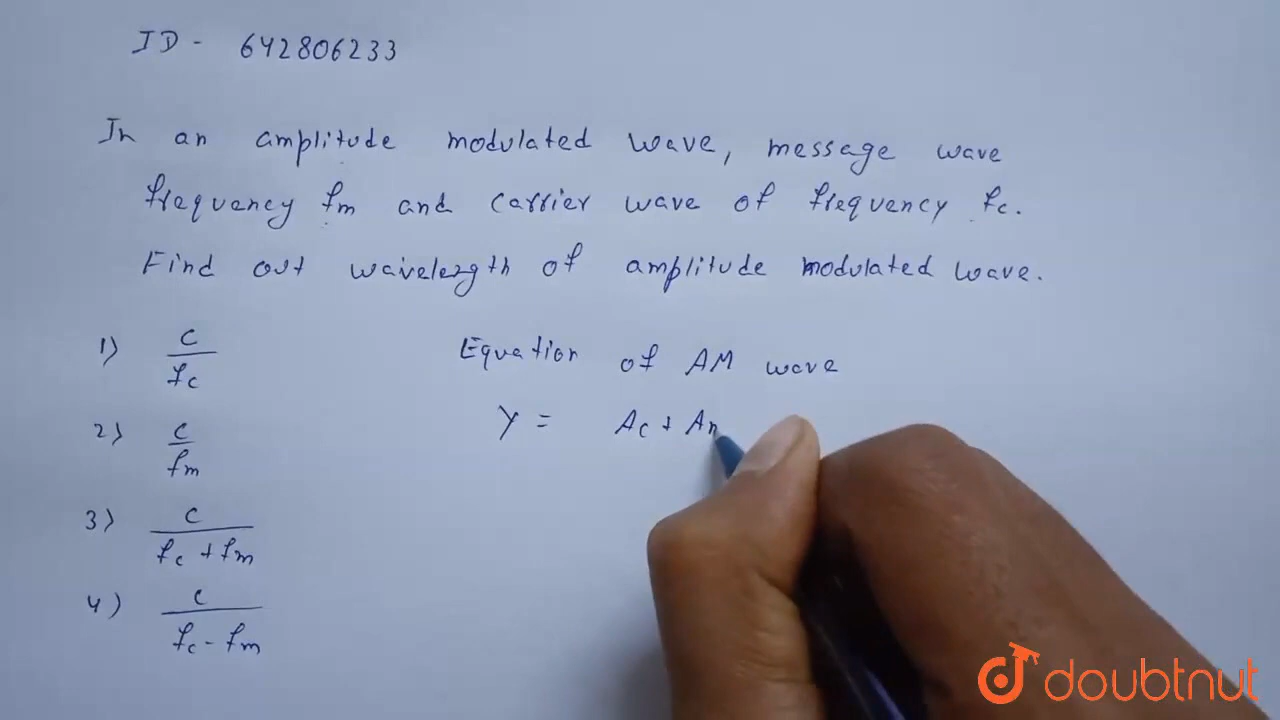 ID - 642806233
In an amplitude modulated wave, message wave
frequency fm and carrier wave of frequency fc.
Find out wavelength of amplitude modulated wave.
1) c/fc
2) c/fm
3) c/fc + fm
4) c/fc - fm
Equation of AM wave
Y = Ac + Am
doubtnut